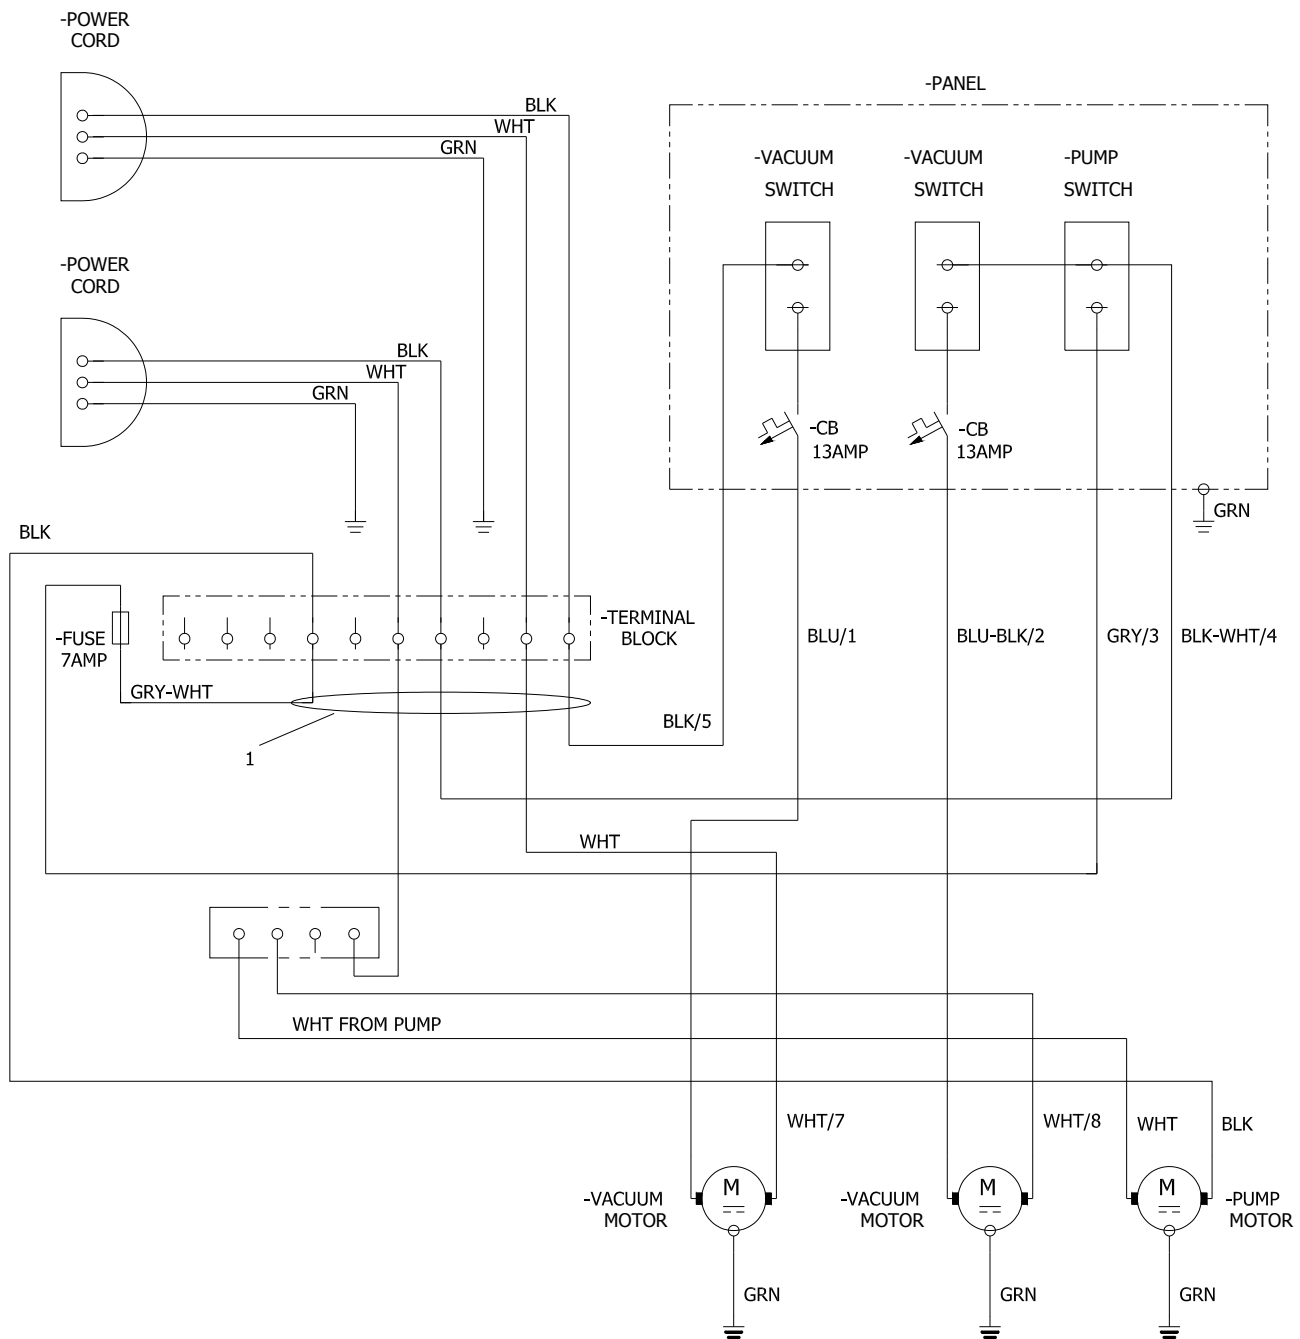 -POWER
CORD
BLK
WHT
GRN
-POWER
CORD
BLK
WHT
GRN
-PANEL
-VACUUM
SWITCH
-VACUUM
SWITCH
-PUMP
SWITCH
-CB
13AMP
-CB
13AMP
GRN
BLK
-FUSE
7AMP
-TERMINAL
BLOCK
BLU/1
BLU-BLK/2
GRY/3
BLK-WHT/4
GRY-WHT
BLK/5
1
WHT
WHT FROM PUMP
WHT/7
WHT/8
WHT
BLK
-VACUUM
MOTOR
M
-VACUUM
MOTOR
M
M
-PUMP
MOTOR
GRN
GRN
GRN